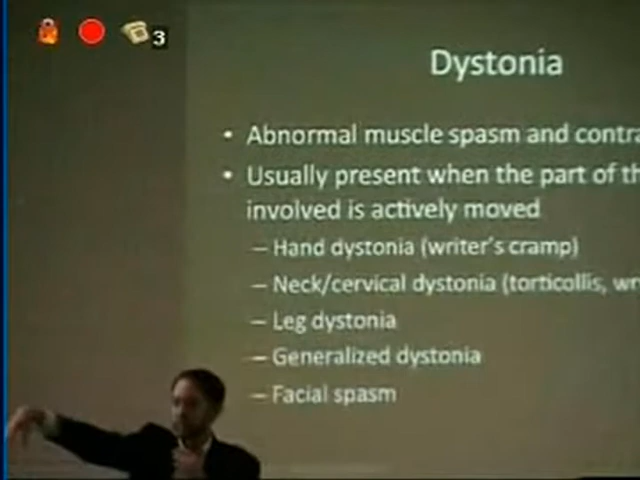 3
Dystonia
• Abnormal muscle spasm and contra
• Usually present when the part of th
involved is actively moved
– Hand dystonia (writer's cramp)
– Neck/cervical dystonia (torticollis, wr
– Leg dystonia
– Generalized dystonia
– Facial spasm